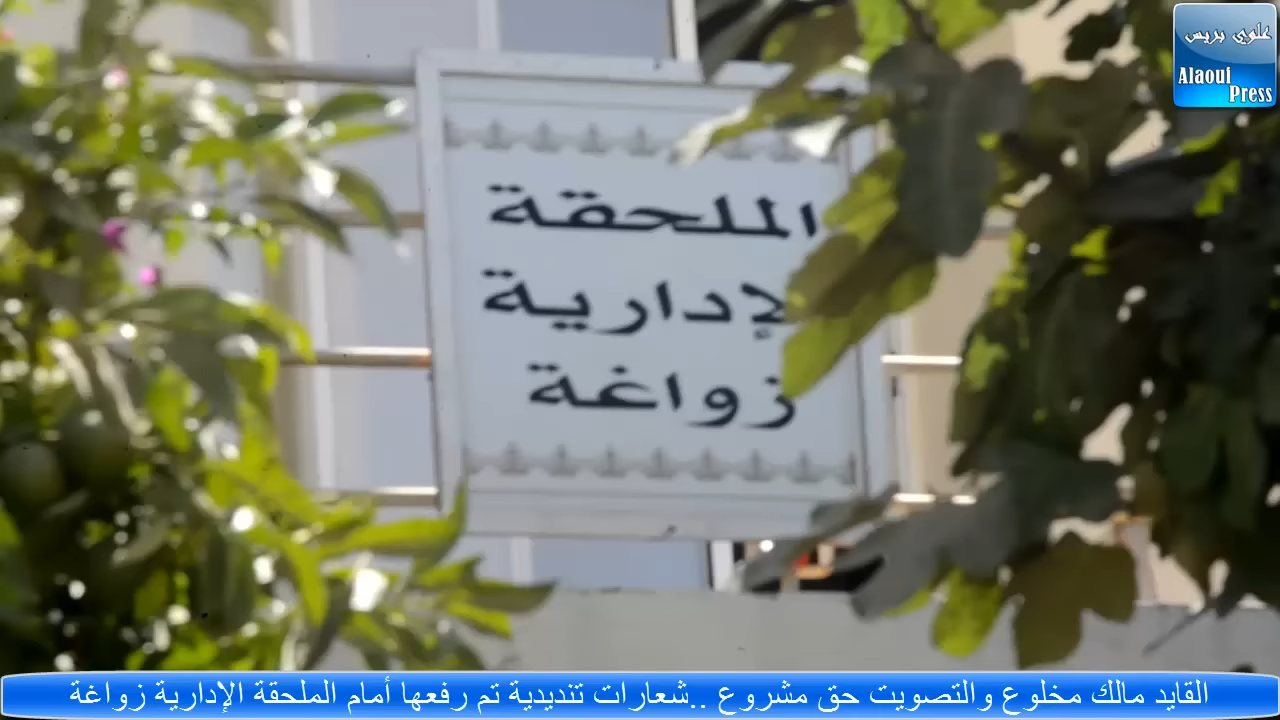 علوي بريس
Alaoui
Press
الملحقة
لإدارية
زواغة
القايد مالك مخلوع والتصويت حق مشروع ..شعارات تنديدية تم رفعها أمام الملحقة الإدارية زواغة